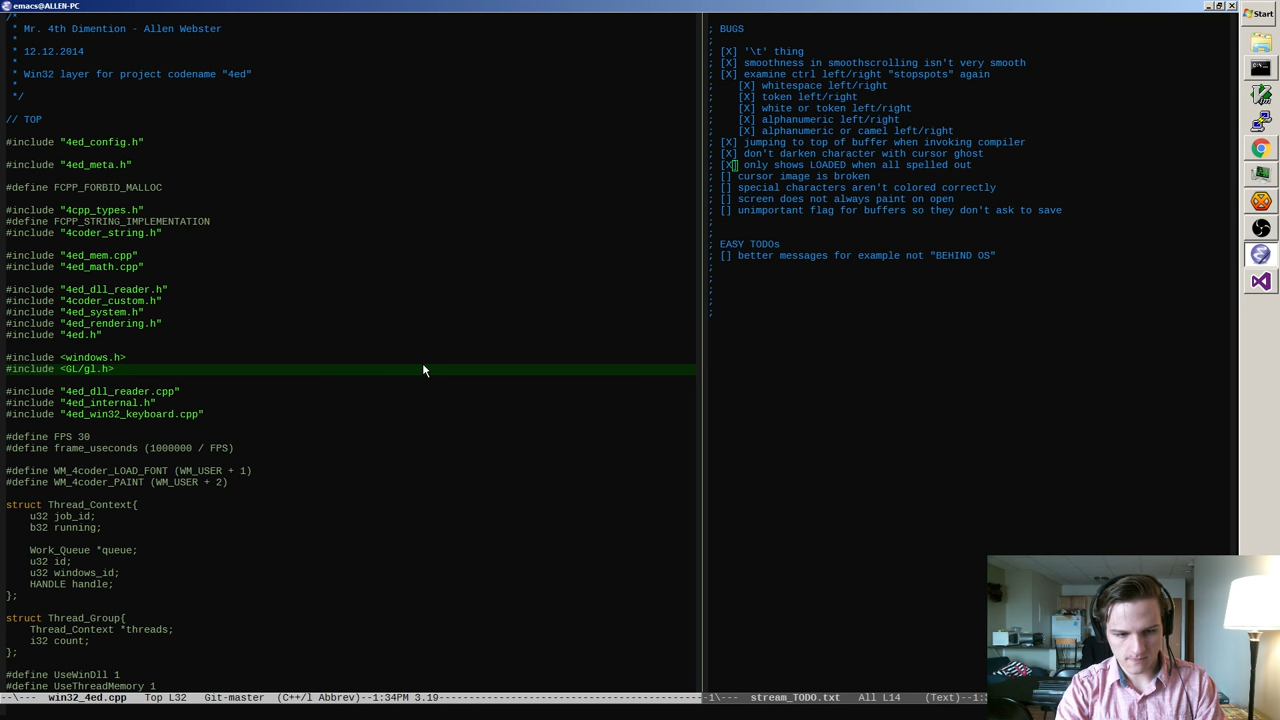 emacs@ALLEN-PC
/*
* Mr. 4th Dimention - Allen Webster
*
* 12.12.2014
*
* Win32 layer for project codename "4ed"
*
*/
// TOP
#include "4ed_config.h"
#include "4ed_meta.h"
#define FCPP_FORBID_MALLOC
#include "4cpp_types.h"
#define FCPP_STRING_IMPLEMENTATION
#include "4coder_string.h"
#include "4ed_mem.cpp"
#include "4ed_math.cpp"
#include "4ed_dll_reader.h"
#include "4coder_custom.h"
#include "4ed_system.h"
#include "4ed_rendering.h"
#include "4ed.h"
#include <windows.h>
#include <GL/gl.h>
#include "4ed_dll_reader.cpp"
#include "4ed_internal.h"
#include "4ed_win32_keyboard.cpp"
#define FPS 30
#define frame_useconds (1000000 / FPS)
#define WM_4coder_LOAD_FONT (WM_USER + 1)
#define WM_4coder_PAINT (WM_USER + 2)
struct Thread_Context{
u32 job_id;
b32 running;
Work_Queue *queue;
u32 id;
u32 windows_id;
HANDLE handle;
};
struct Thread_Group{
Thread_Context *threads;
i32 count;
};
#define UseWinDll 1
#define UseThreadMemory 1
--\--- win32_4ed.cpp Top L32 Git-master (C++/l Abbrev)--1:34PM 3.19
; BUGS
;
; [X] '\t' thing
; [X] smoothness in smoothscrolling isn't very smooth
; [X] examine ctrl left/right "stopspots" again
; [X] whitespace left/right
; [X] token left/right
; [X] white or token left/right
; [X] alphanumeric left/right
; [X] alphanumeric or camel left/right
; [X] jumping to top of buffer when invoking compiler
; [X] don't darken character with cursor ghost
; [X] only shows LOADED when all spelled out
; [] cursor image is broken
; [] special characters aren't colored correctly
; [] screen does not always paint on open
; [] unimportant flag for buffers so they don't ask to save
;
;
; EASY TODOs
; [] better messages for example not "BEHIND OS"
;
;
;
;
;
-1\--- stream_TODO.txt All L14 (Text)--1:
Start